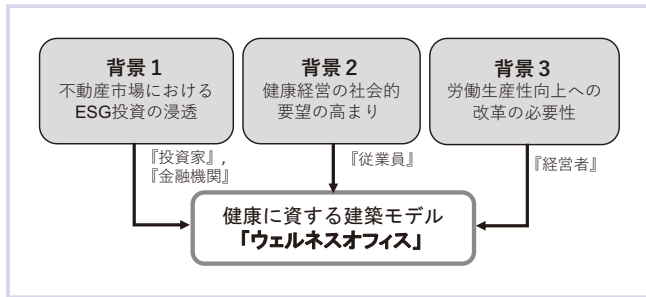 背景1
不動産市場における
ESG投資の浸透
背景2
健康経営の社会的
要望の高まり
背景3
労働生産性向上への
改革の必要性
『投資家』,
『金融機関』
『従業員』
『経営者』
健康に資する建築モデル
「ウェルネスオフィス」